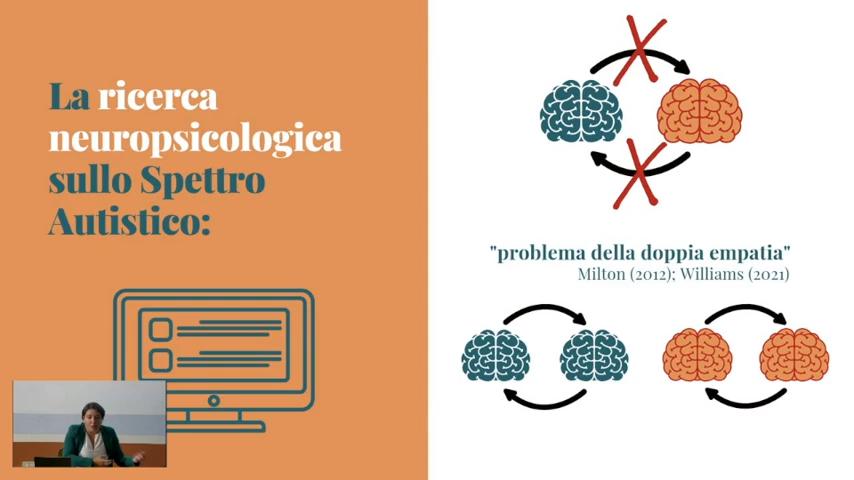 La ricerca
neuropsicologica
sullo Spettro
Autistico:
"problema della doppia empatia"
Milton (2012); Williams (2021)